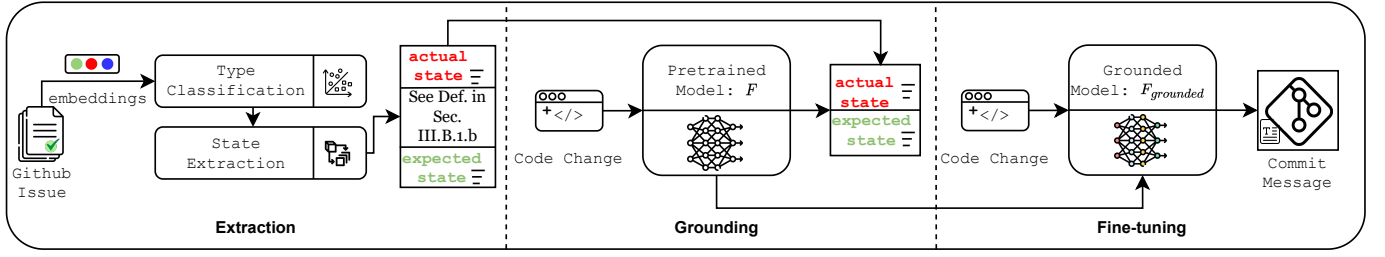 embeddings
Github
Issue
Type
Classification
State
Extraction
actual
state
See Def. in
Sec.
III.B.1.b
expected
state
Extraction
+</>
Code Change
Pretrained
Model: F
actual
state
expected
state
Grounding
+</>
Code Change
Grounded
Model: F_grounded
T
Commit
Message
Fine-tuning